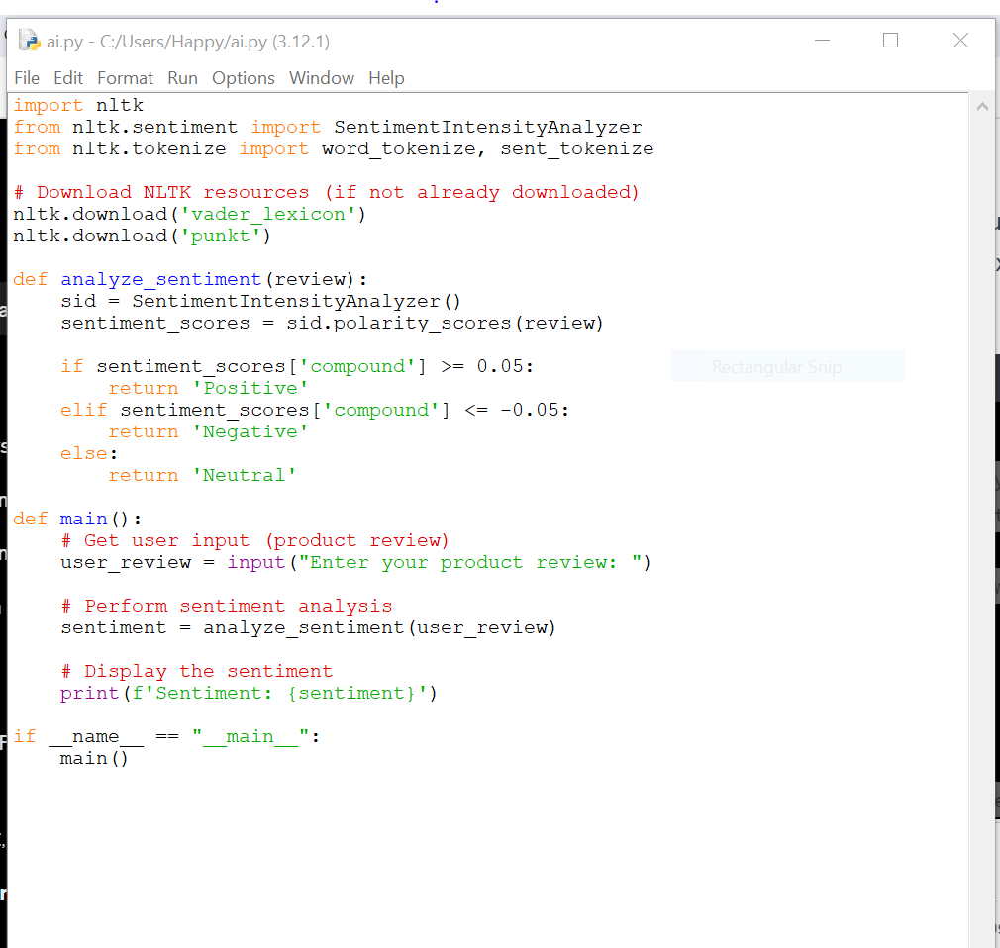 ai.py - C:/Users/Happy/ai.py (3.12.1)
File Edit Format Run Options Window Help
import nltk
from nltk.sentiment import SentimentIntensityAnalyzer
from nltk.tokenize import word_tokenize, sent_tokenize

# Download NLTK resources (if not already downloaded)
nltk.download('vader_lexicon')
nltk.download('punkt')

def analyze_sentiment(review):
    sid = SentimentIntensityAnalyzer()
    sentiment_scores = sid.polarity_scores(review)

    if sentiment_scores['compound'] >= 0.05:
Rectangular Snip
        return 'Positive'
    elif sentiment_scores['compound'] <= -0.05:
        return 'Negative'
    else:
        return 'Neutral'

def main():
    # Get user input (product review)
    user_review = input("Enter your product review: ")

    # Perform sentiment analysis
    sentiment = analyze_sentiment(user_review)

    # Display the sentiment
    print(f'Sentiment: {sentiment}')

if __name__ == "__main__":
    main()